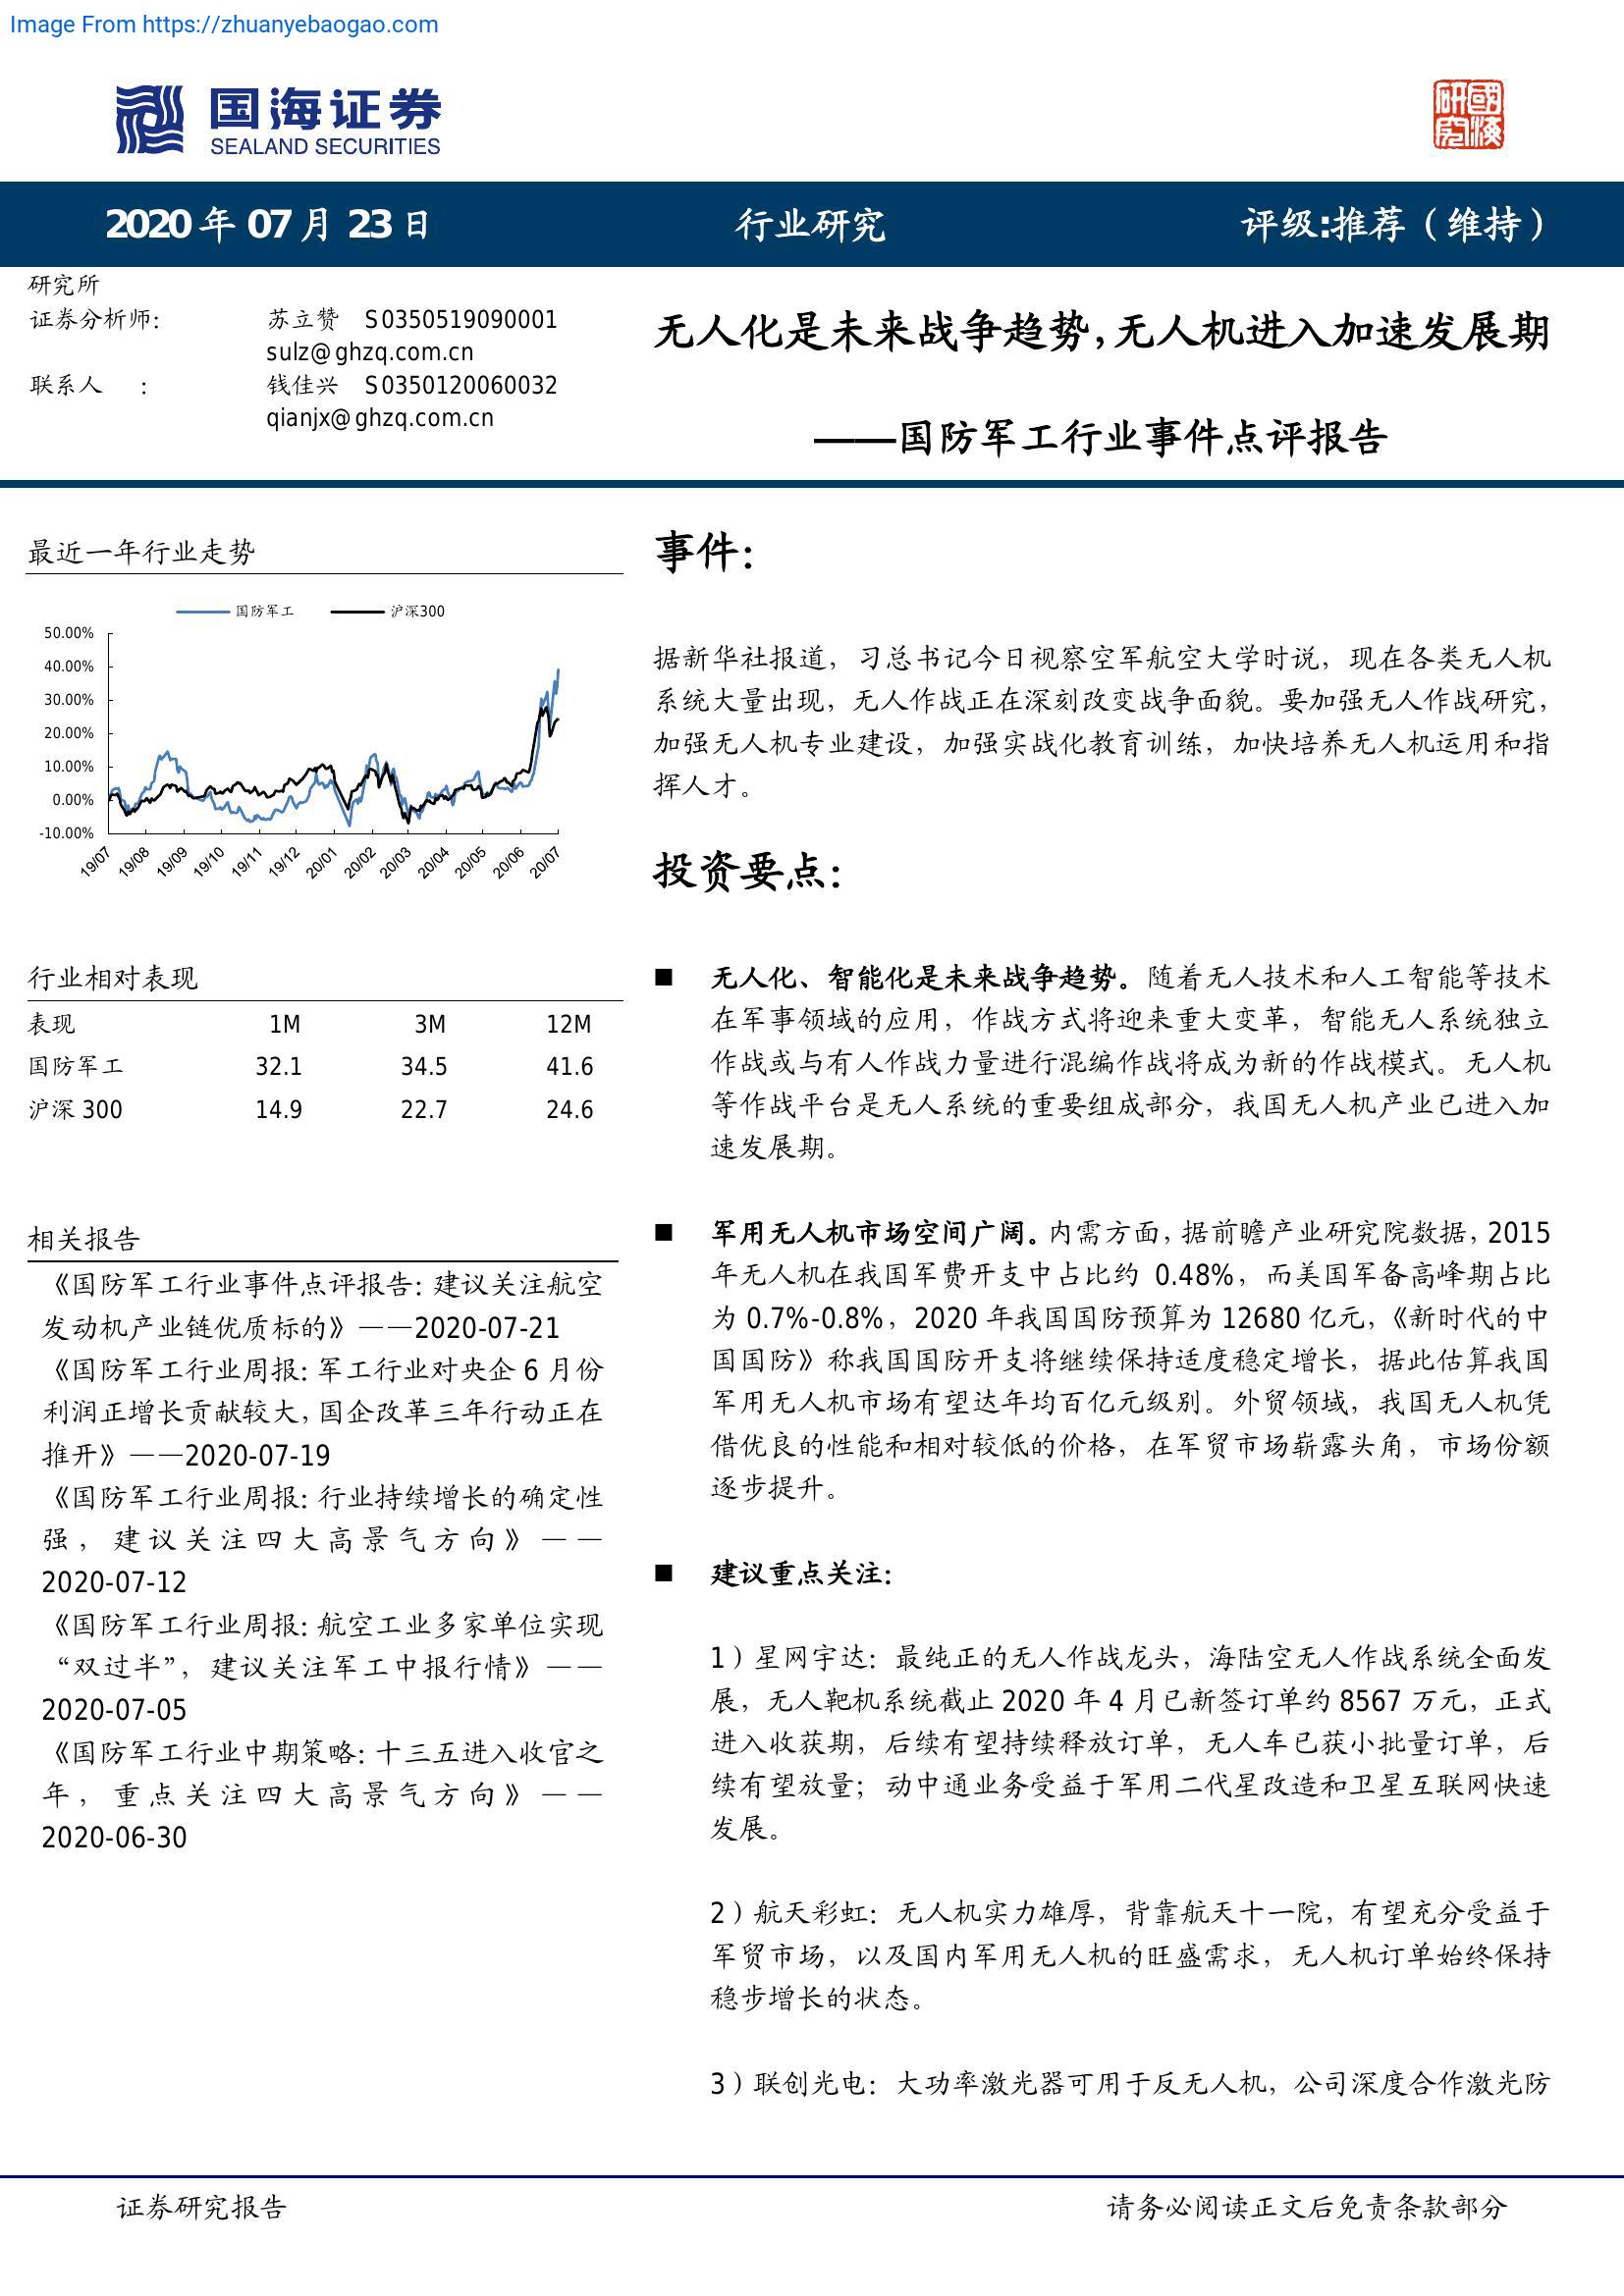 Image From https://zhuanyebaogao.com
国海证券
SEALAND SECURITIES
研究
國海
2020 年 07 月 23 日 行业研究 评级:推荐（维持）
研究所
证券分析师: 苏立赞 S0350519090001
sulz@ghzq.com.cn
联系人 : 钱佳兴 S0350120060032
qianjx@ghzq.com.cn
无人化是未来战争趋势，无人机进入加速发展期
——国防军工行业事件点评报告
最近一年行业走势
国防军工 沪深300
50.00%
40.00%
30.00%
20.00%
10.00%
0.00%
-10.00%
19/07 19/08 19/09 19/10 19/11 19/12 20/01 20/02 20/03 20/04 20/05 20/06 20/07
行业相对表现
表现 1M 3M 12M
国防军工 32.1 34.5 41.6
沪深 300 14.9 22.7 24.6
相关报告
《国防军工行业事件点评报告：建议关注航空
发动机产业链优质标的》——2020-07-21
《国防军工行业周报：军工行业对央企 6 月份
利润正增长贡献较大，国企改革三年行动正在
推开》——2020-07-19
《国防军工行业周报：行业持续增长的确定性
强，建议关注四大高景气方向》——
2020-07-12
《国防军工行业周报：航空工业多家单位实现
“双过半”，建议关注军工中报行情》——
2020-07-05
《国防军工行业中期策略：十三五进入收官之
年，重点关注四大高景气方向》——
2020-06-30
事件：
据新华社报道，习总书记今日视察空军航空大学时说，现在各类无人机
系统大量出现，无人作战正在深刻改变战争面貌。要加强无人作战研究，
加强无人机专业建设，加强实战化教育训练，加快培养无人机运用和指
挥人才。
投资要点：
■ 无人化、智能化是未来战争趋势。随着无人技术和人工智能等技术
在军事领域的应用，作战方式将迎来重大变革，智能无人系统独立
作战或与有人作战力量进行混编作战将成为新的作战模式。无人机
等作战平台是无人系统的重要组成部分，我国无人机产业已进入加
速发展期。
■ 军用无人机市场空间广阔。内需方面，据前瞻产业研究院数据，2015
年无人机在我国军费开支中占比约 0.48%，而美国军备高峰期占比
为 0.7%-0.8%，2020 年我国国防预算为 12680 亿元，《新时代的中
国国防》称我国国防开支将继续保持适度稳定增长，据此估算我国
军用无人机市场有望达年均百亿元级别。外贸领域，我国无人机凭
借优良的性能和相对较低的价格，在军贸市场崭露头角，市场份额
逐步提升。
■ 建议重点关注：
1）星网宇达：最纯正的无人作战龙头，海陆空无人作战系统全面发
展，无人靶机系统截止 2020 年 4 月已新签订单约 8567 万元，正式
进入收获期，后续有望持续释放订单，无人车已获小批量订单，后
续有望放量；动中通业务受益于军用二代星改造和卫星互联网快速
发展。
2）航天彩虹：无人机实力雄厚，背靠航天十一院，有望充分受益于
军贸市场，以及国内军用无人机的旺盛需求，无人机订单始终保持
稳步增长的状态。
3）联创光电：大功率激光器可用于反无人机，公司深度合作激光防
证券研究报告 请务必阅读正文后免责条款部分